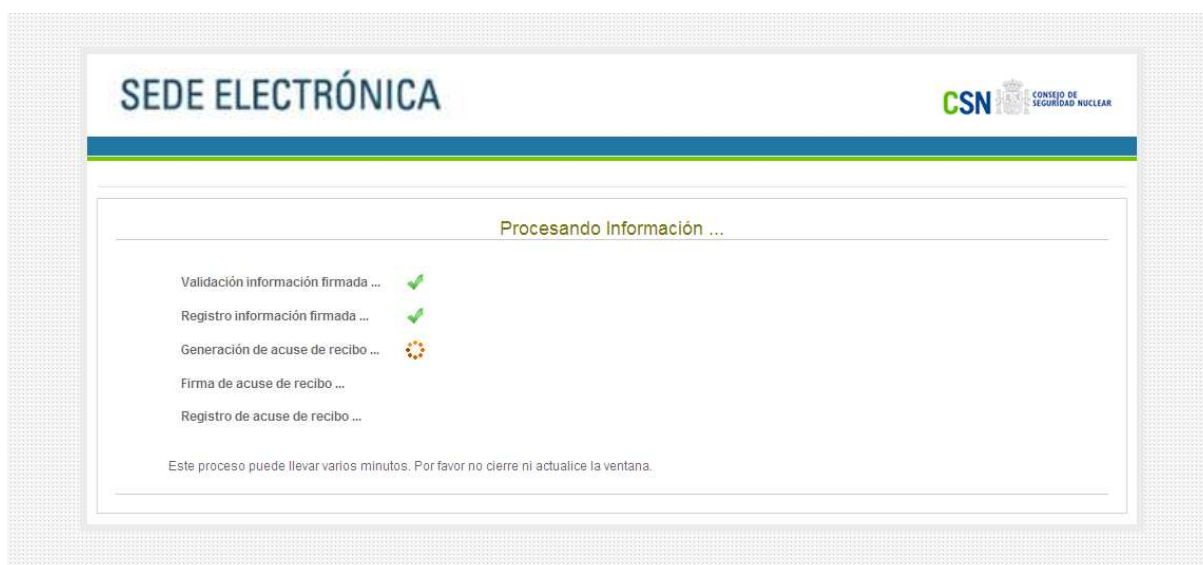 SEDE ELECTRÓNICA
CSN
CONSEJO DE
SEGURIDAD NUCLEAR
Procesando Información ...
Validación información firmada ...
Registro información firmada ...
Generación de acuse de recibo ...
Firma de acuse de recibo ...
Registro de acuse de recibo ...
Este proceso puede llevar varios minutos. Por favor no cierre ni actualice la ventana.